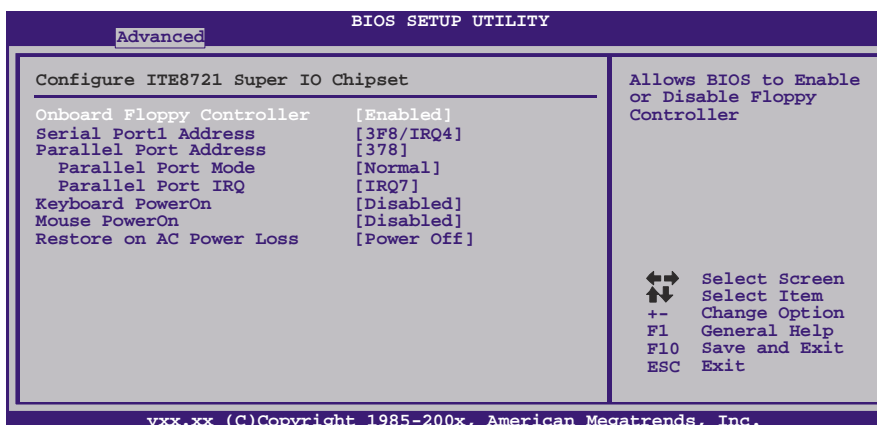 BIOS SETUP UTILITY
Advanced
Configure ITE8721 Super IO Chipset
Onboard Floppy Controller [Enabled]
Serial Port1 Address [3F8/IRQ4]
Parallel Port Address [378]
Parallel Port Mode [Normal]
Parallel Port IRQ [IRQ7]
Keyboard PowerOn [Disabled]
Mouse PowerOn [Disabled]
Restore on AC Power Loss [Power Off]
Allows BIOS to Enable
or Disable Floppy
Controller
Select Screen
Select Item
+- Change Option
F1 General Help
F10 Save and Exit
ESC Exit
vxx.xx (C)Copyright 1985-200x, American Megatrends, Inc.